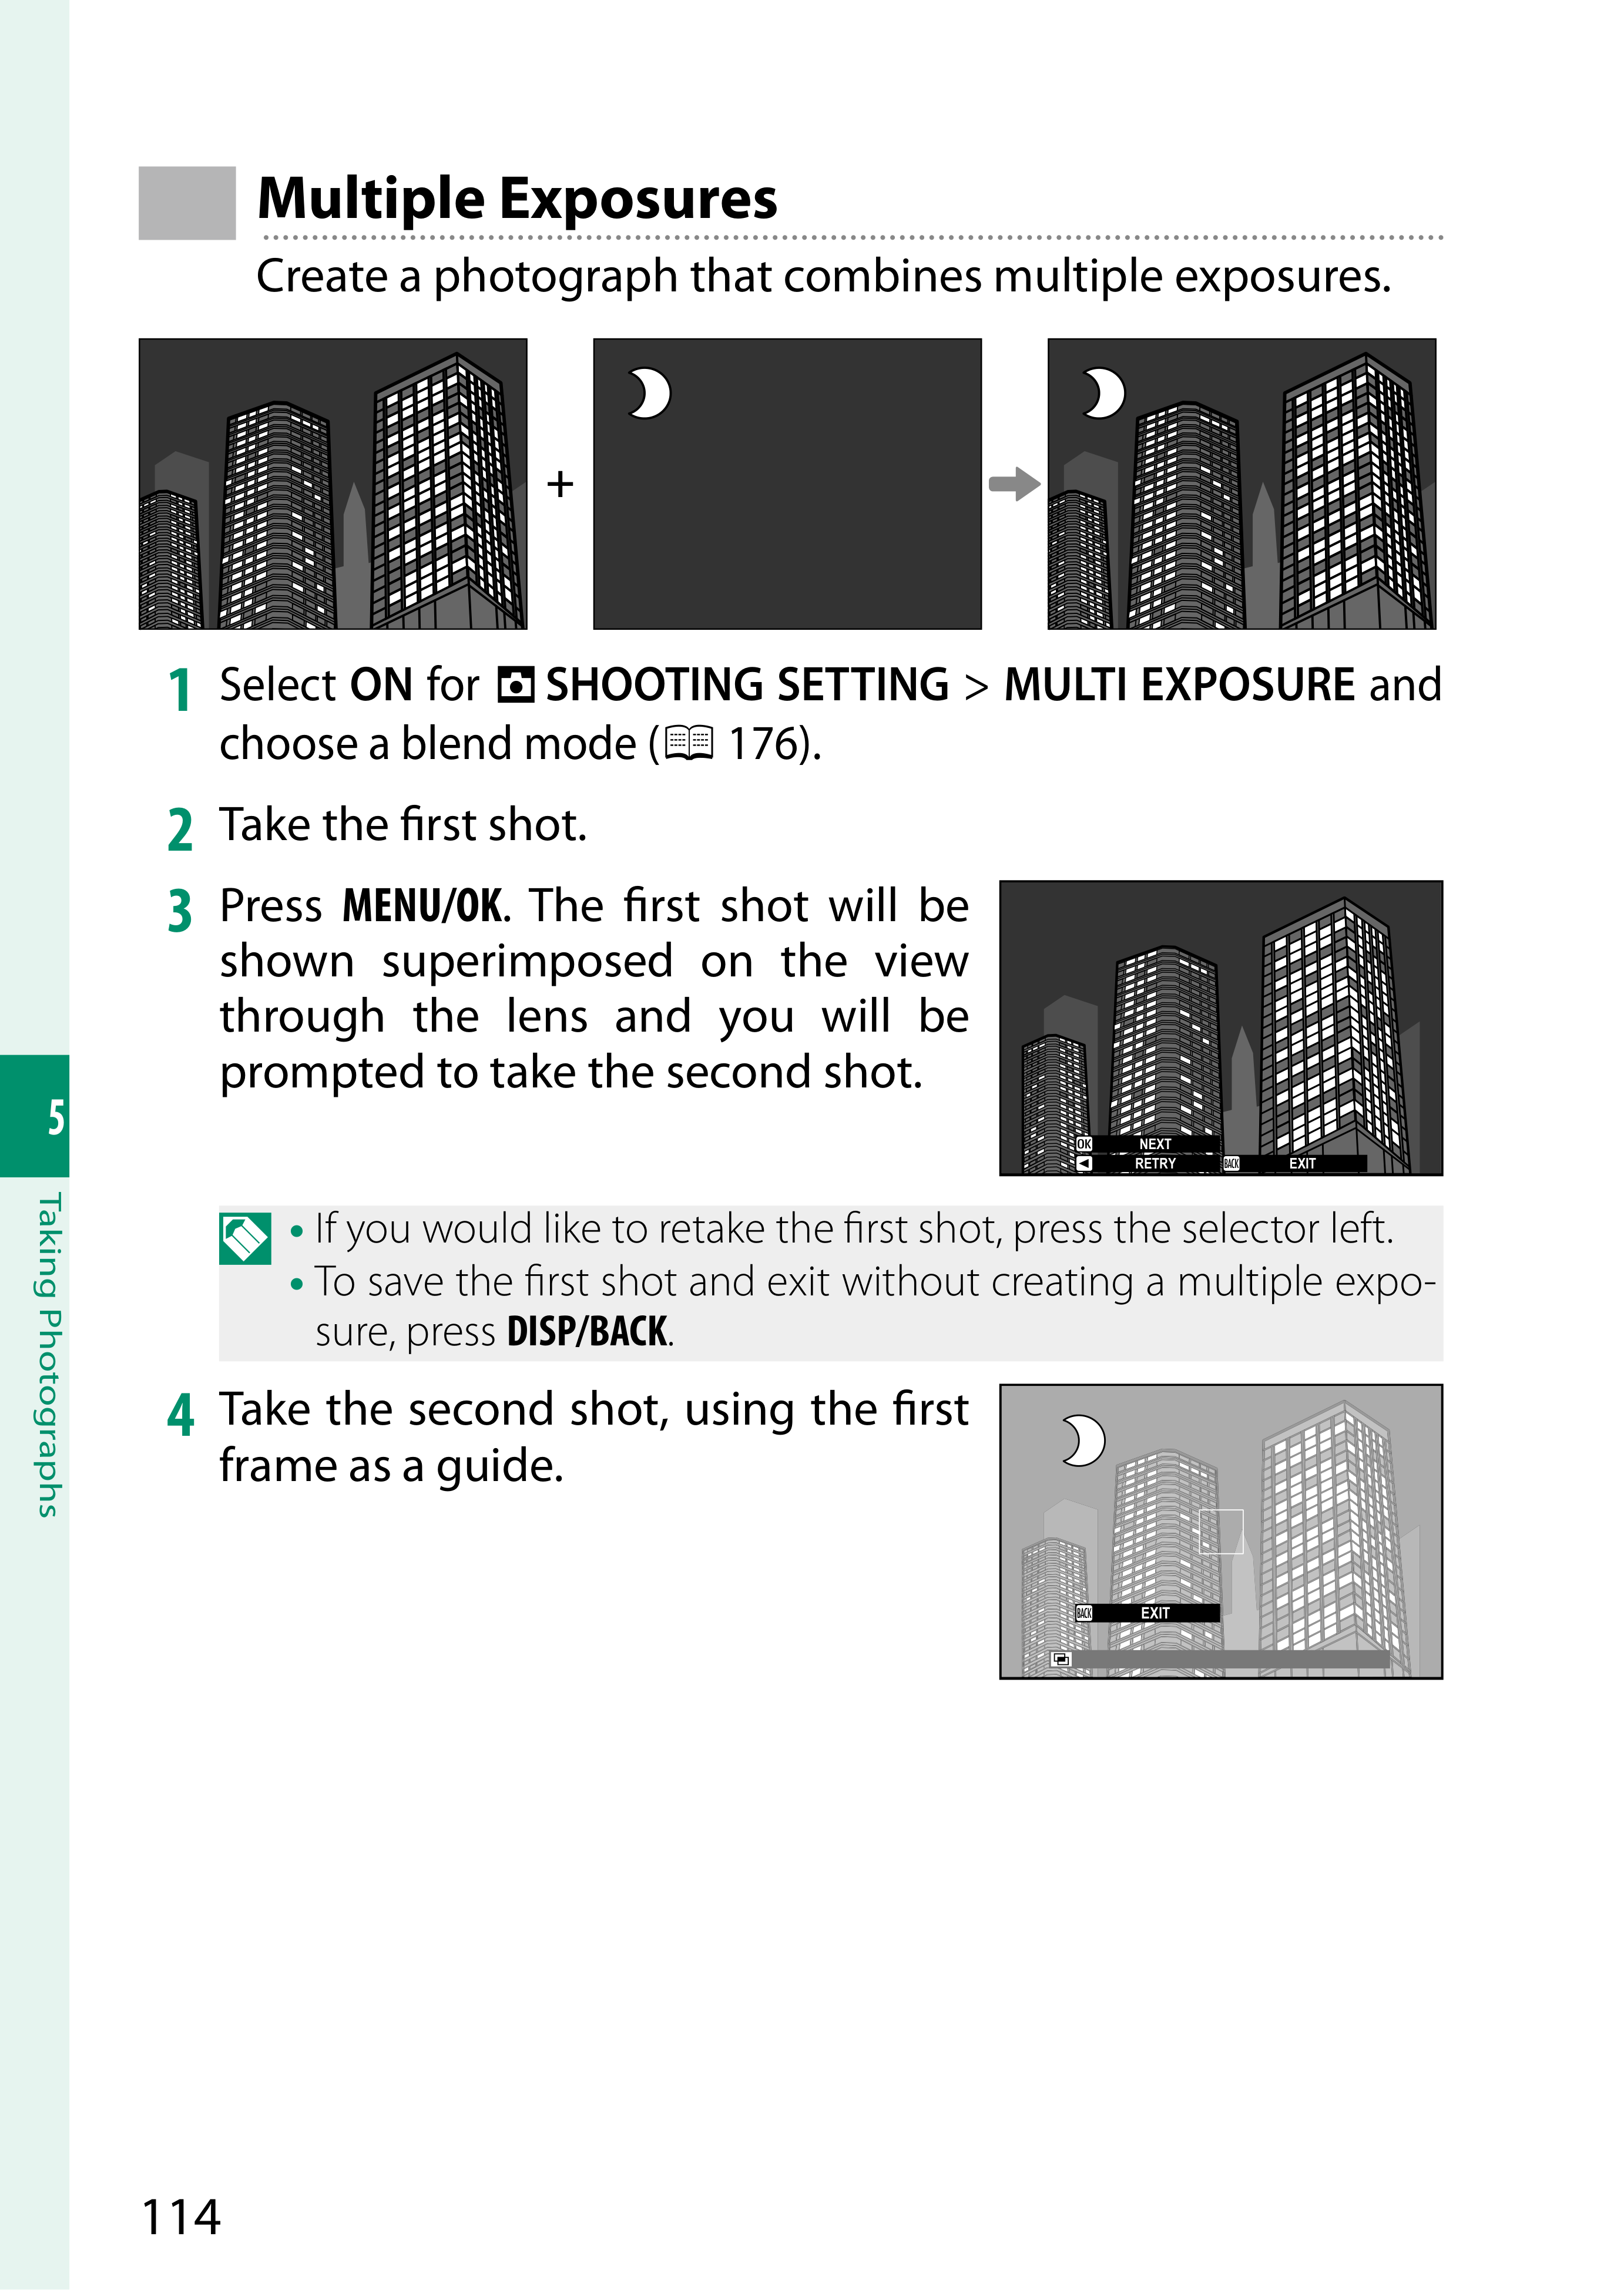 Multiple Exposures
Create a photograph that combines multiple exposures.
+
1 Select ON for SHOOTING SETTING > MULTI EXPOSURE and
choose a blend mode ( 176).
2 Take the first shot.
3 Press MENU/OK. The first shot will be
shown superimposed on the view
through the lens and you will be
prompted to take the second shot.
OK NEXT
RETRY BACK EXIT
• If you would like to retake the first shot, press the selector left.
• To save the first shot and exit without creating a multiple expo-
sure, press DISP/BACK.
4 Take the second shot, using the first
frame as a guide.
BACK EXIT
5
Taking Photographs
114